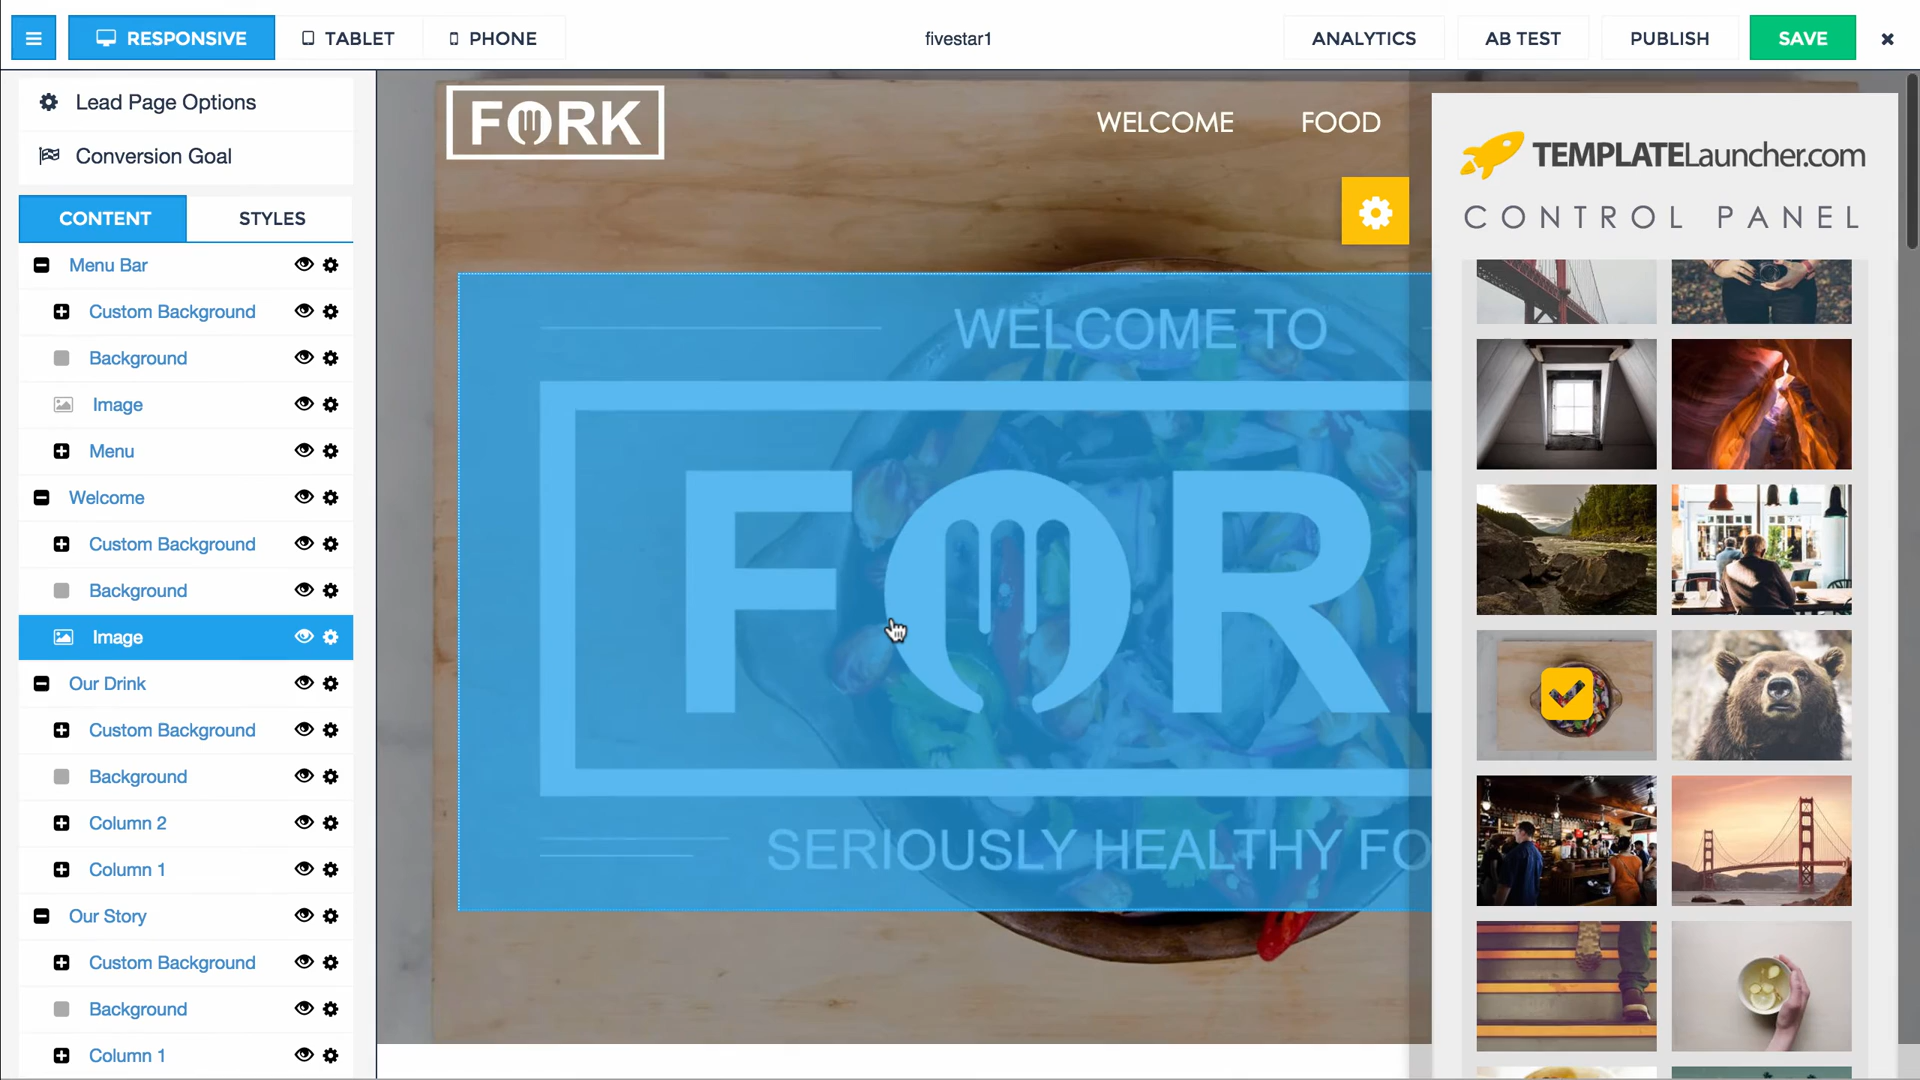 RESPONSIVE
TABLET
PHONE
fivestar1
ANALYTICS
AB TEST
PUBLISH
SAVE
Lead Page Options
Conversion Goal
CONTENT
STYLES
Menu Bar
Custom Background
Background
Image
Menu
Welcome
Custom Background
Background
Image
Our Drink
Custom Background
Background
Column 2
Column 1
Our Story
Custom Background
Background
Column 1
FORK
WELCOME
FOOD
WELCOME TO
FOR
SERIOUSLY HEALTHY FO
TEMPLATELauncher.com
CONTROL PANEL